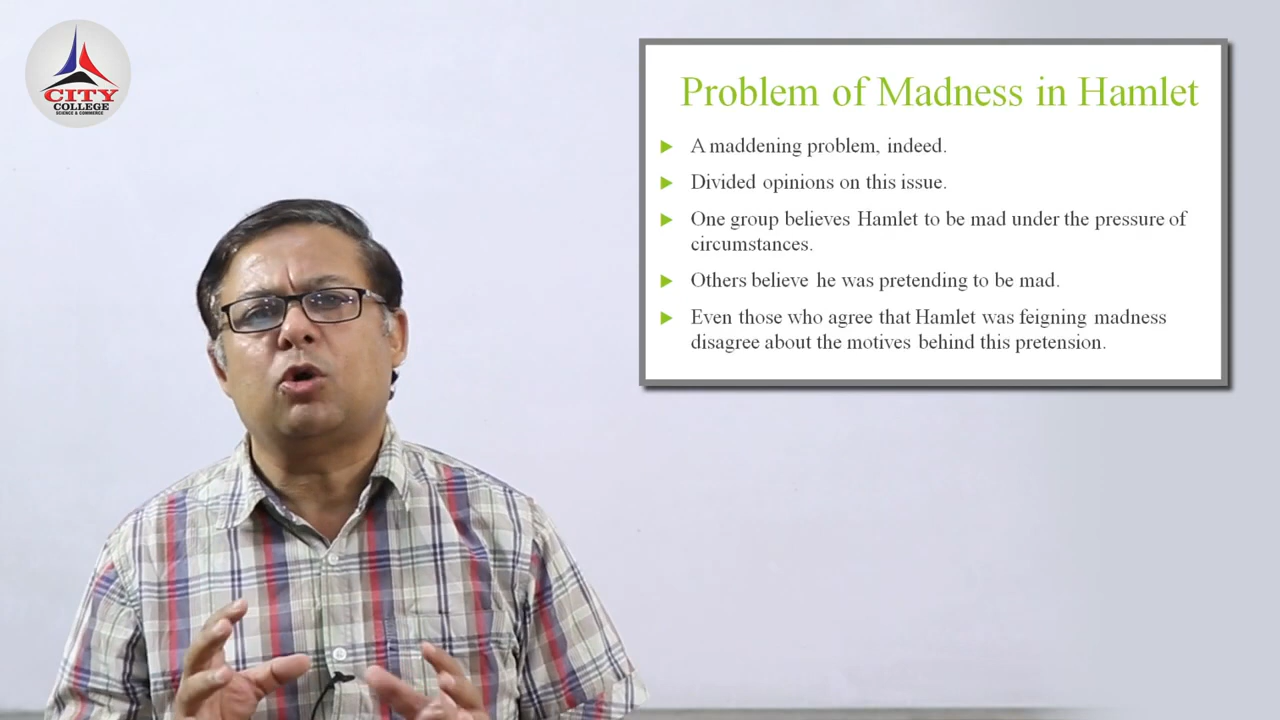 CITY
COLLEGE
SCIENCE & COMMERCE
Problem of Madness in Hamlet
A maddening problem, indeed.
Divided opinions on this issue.
One group believes Hamlet to be mad under the pressure of
circumstances.
Others believe he was pretending to be mad.
Even those who agree that Hamlet was feigning madness
disagree about the motives behind this pretension.